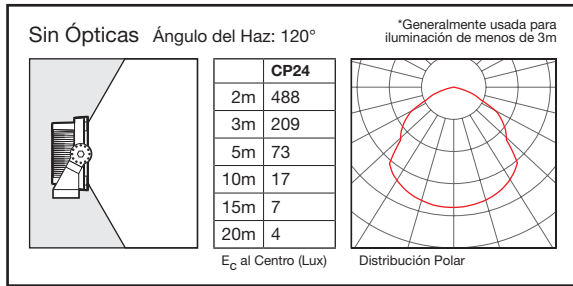 Sin Ópticas Ángulo del Haz: 120°
*Generalmente usada para
iluminación de menos de 3m
CP24
2m 488
3m 209
5m 73
10m 17
15m 7
20m 4
E_C al Centro (Lux)
Distribución Polar